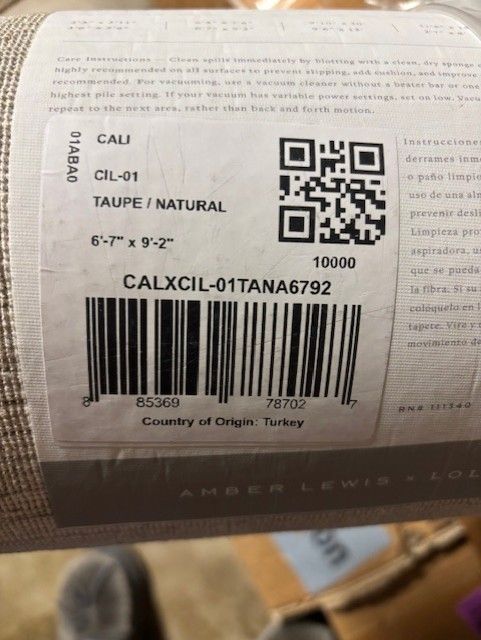 Care Instructions — Clean spills immediately by blotting with a clean, dry sponge
highly recommended on all surfaces to prevent slipping, add cushion, and improve
recommended. For vacuuming, use a vacuum cleaner without a beater bar or one
highest pile setting. If your vacuum has variable power settings, set on low. Vacu
repeat to the next area, rather than back and forth motion.
01ABA0
CALI
CIL-01
TAUPE / NATURAL
6'-7" x 9'-2"
10000
CALXCIL-01TANA6792
8 85369 78702 7
Country of Origin: Turkey
Instrucciones
derrames inm
o paño limpio
uso de una alm
prevenir desli
Limpieza pro
aspiradora, u
que se pueda
la fibra. Si su
colóquelo en l
tapete. Vire y
movimiento de
RN# 111340
AMBER LEWIS × LOL
on